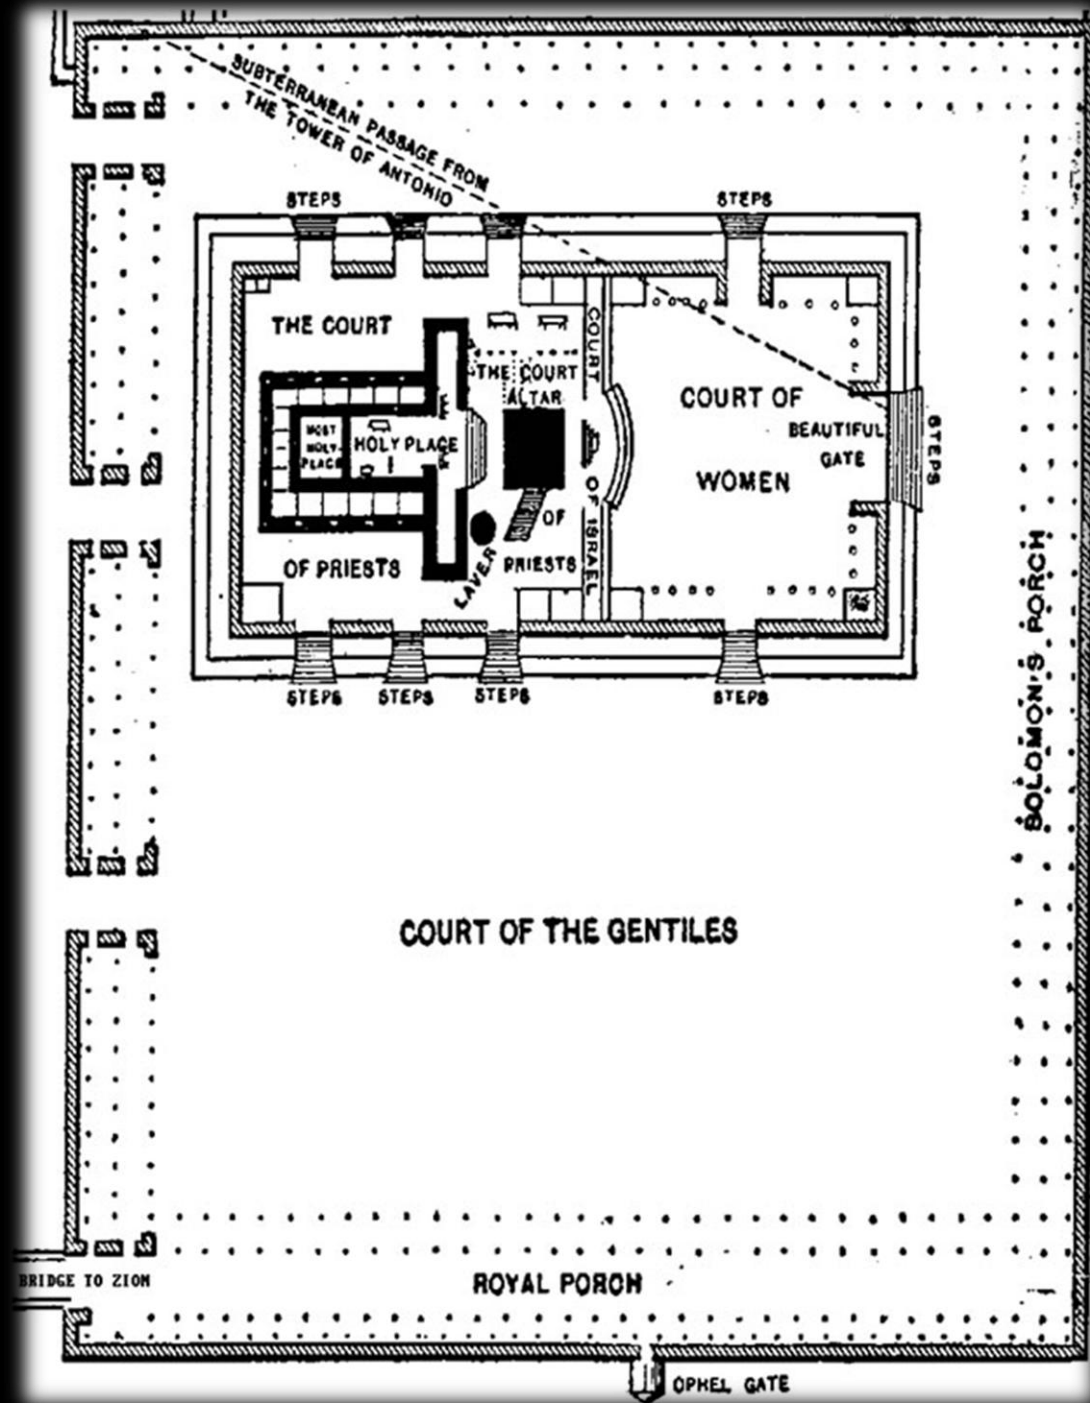 SUBTERRANEAN PASSAGE FROM
THE TOWER OF ANTONIO
STEPS
STEPS
THE COURT
COURT
THE COURT
ALTAR
COURT OF
BEAUTIFUL
GATE
STEPS
MOST
HOLY
PLACE
HOLY PLACE
WOMEN
OF
OF ISRAEL
OF PRIESTS
LAVER
PRIESTS
SOLOMON'S PORCH
STEPS
STEPS
STEPS
STEPS
COURT OF THE GENTILES
BRIDGE TO ZION
ROYAL PORCH
OPHEL GATE